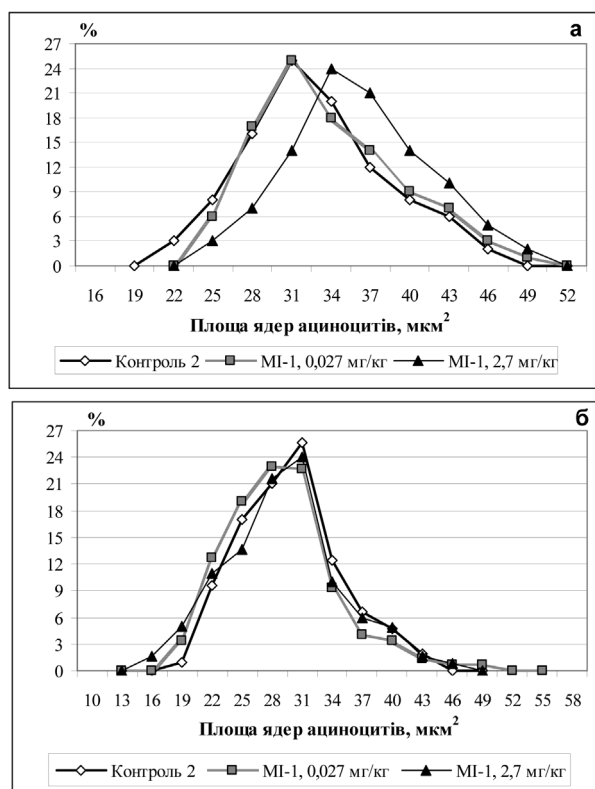 % а
27
24
21
18
15
12
9
6
3
0
16 19 22 25 28 31 34 37 40 43 46 49 52
Площа ядер ациноцитів, мкм²
Контроль 2 МІ-1, 0,027 мг/кг МІ-1, 2,7 мг/кг
% б
27
24
21
18
15
12
9
6
3
0
10 13 16 19 22 25 28 31 34 37 40 43 46 49 52 55 58
Площа ядер ациноцитів, мкм²
Контроль 2 МІ-1, 0,027 мг/кг МІ-1, 2,7 мг/кг